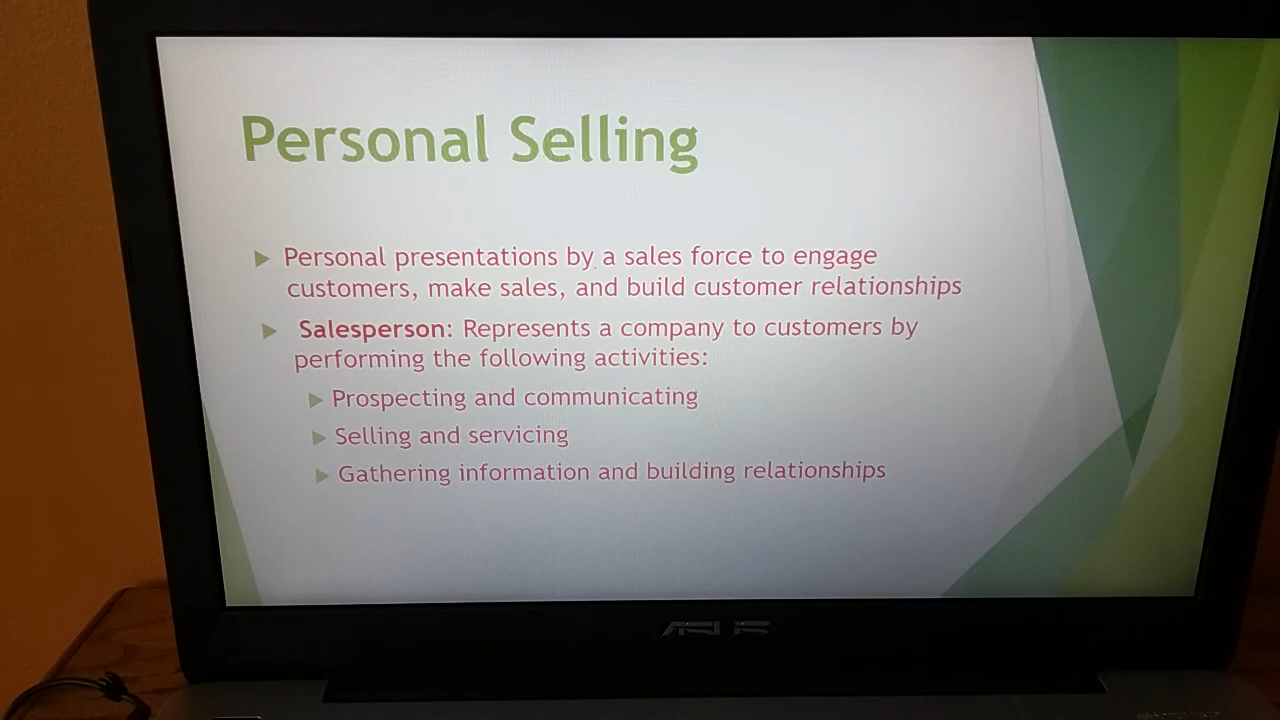 Personal Selling
Personal presentations by a sales force to engage
customers, make sales, and build customer relationships
Salesperson: Represents a company to customers by
performing the following activities:
Prospecting and communicating
Selling and servicing
Gathering information and building relationships
ASUS